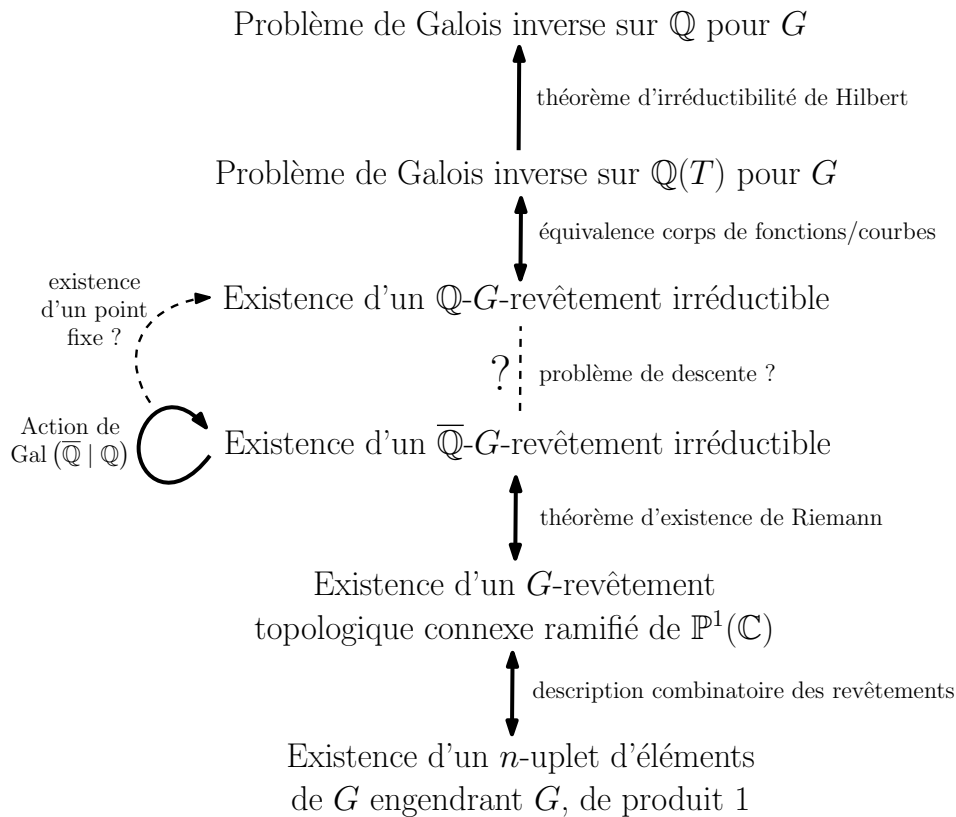 Problème de Galois inverse sur ℚ pour G
théorème d'irréductibilité de Hilbert
Problème de Galois inverse sur ℚ(T) pour G
équivalence corps de fonctions/courbes
existence
d'un point
fixe ?
Existence d'un ℚ-G-revêtement irréductible
?
problème de descente ?
Action de
Gal (ℚ̅ | ℚ)
Existence d'un ℚ̅-G-revêtement irréductible
théorème d'existence de Riemann
Existence d'un G-revêtement
topologique connexe ramifié de ℙ¹(ℂ)
description combinatoire des revêtements
Existence d'un n-uplet d'éléments
de G engendrant G, de produit 1